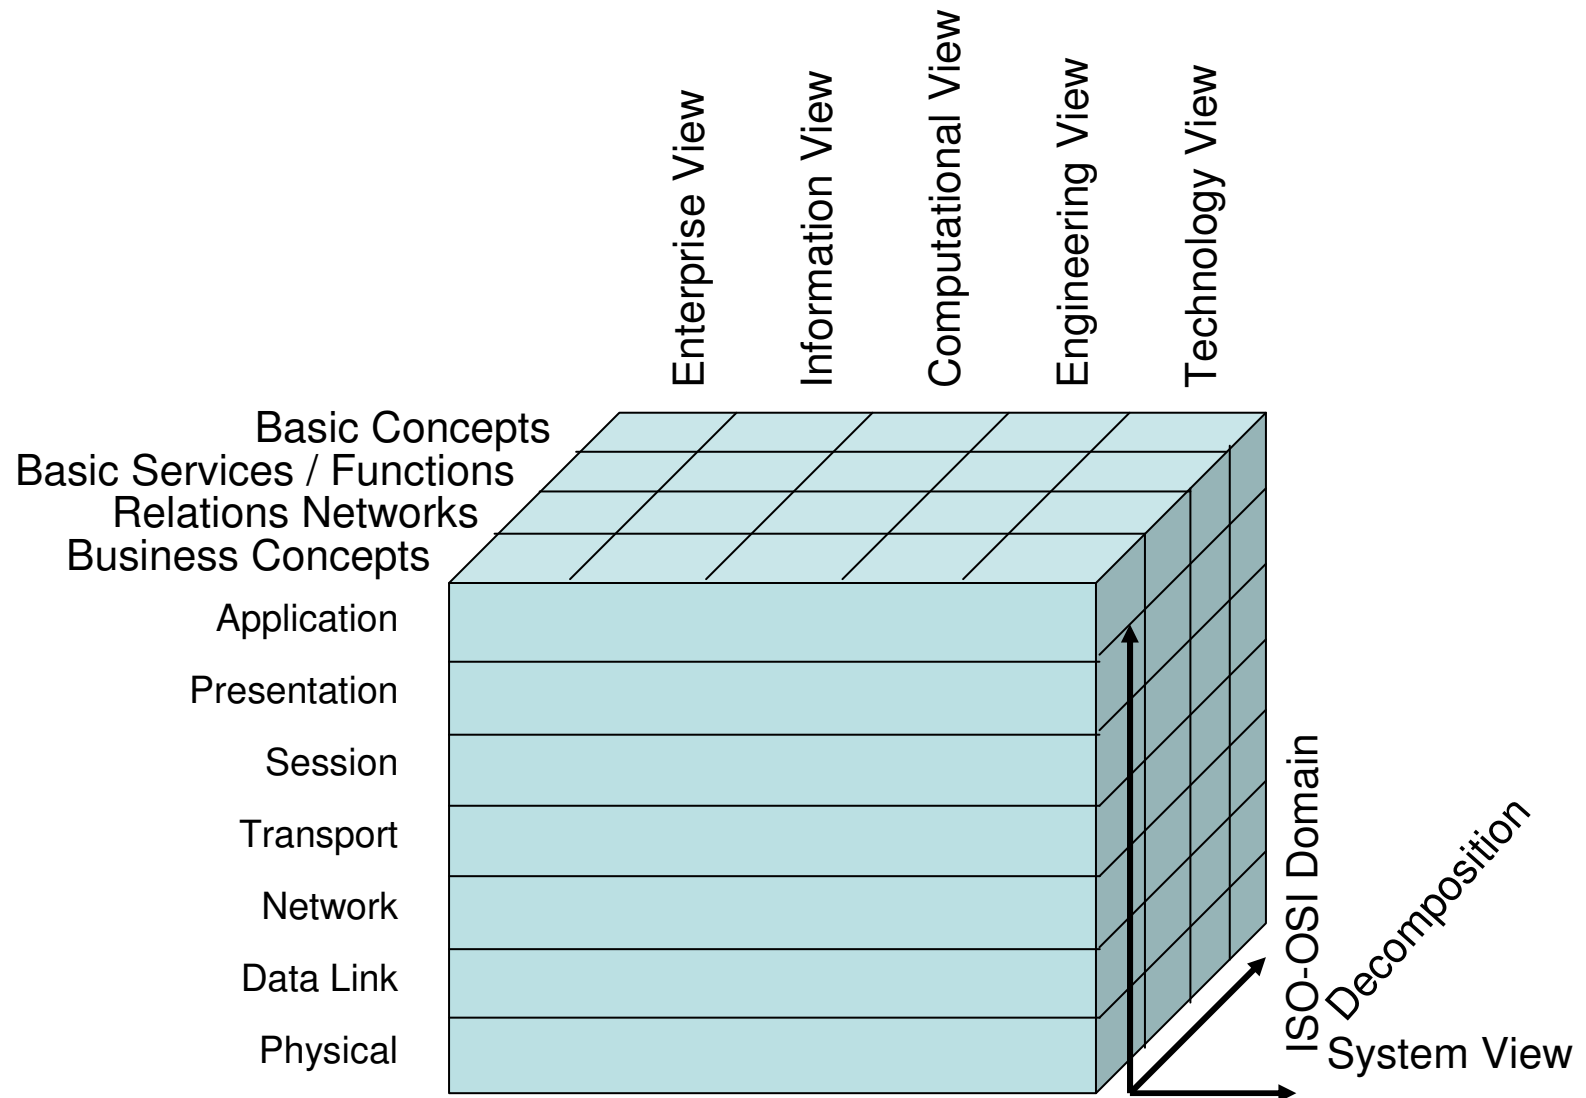 Enterprise View
Information View
Computational View
Engineering View
Technology View
Basic Concepts
Basic Services / Functions
Relations Networks
Business Concepts
Application
Presentation
Session
Transport
Network
Data Link
Physical
ISO-OSI Domain
Decomposition
System View